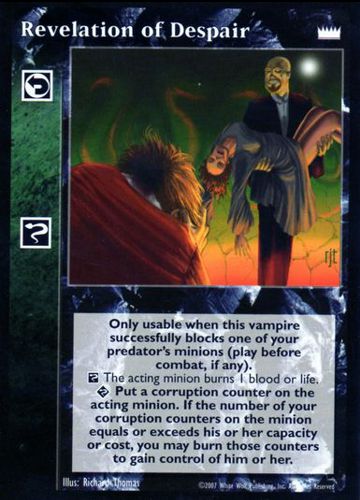 Revelation of Despair
rjt
Only usable when this vampire
successfully blocks one of your
predator's minions (play before
combat, if any).
The acting minion burns 1 blood or life.
Put a corruption counter on the
acting minion. If the number of your
corruption counters on the minion
equals or exceeds his or her capacity
or cost, you may burn those counters
to gain control of him or her.
Illus: Richard Thomas
©2007 White Wolf Publishing, Inc. All Rights Reserved.